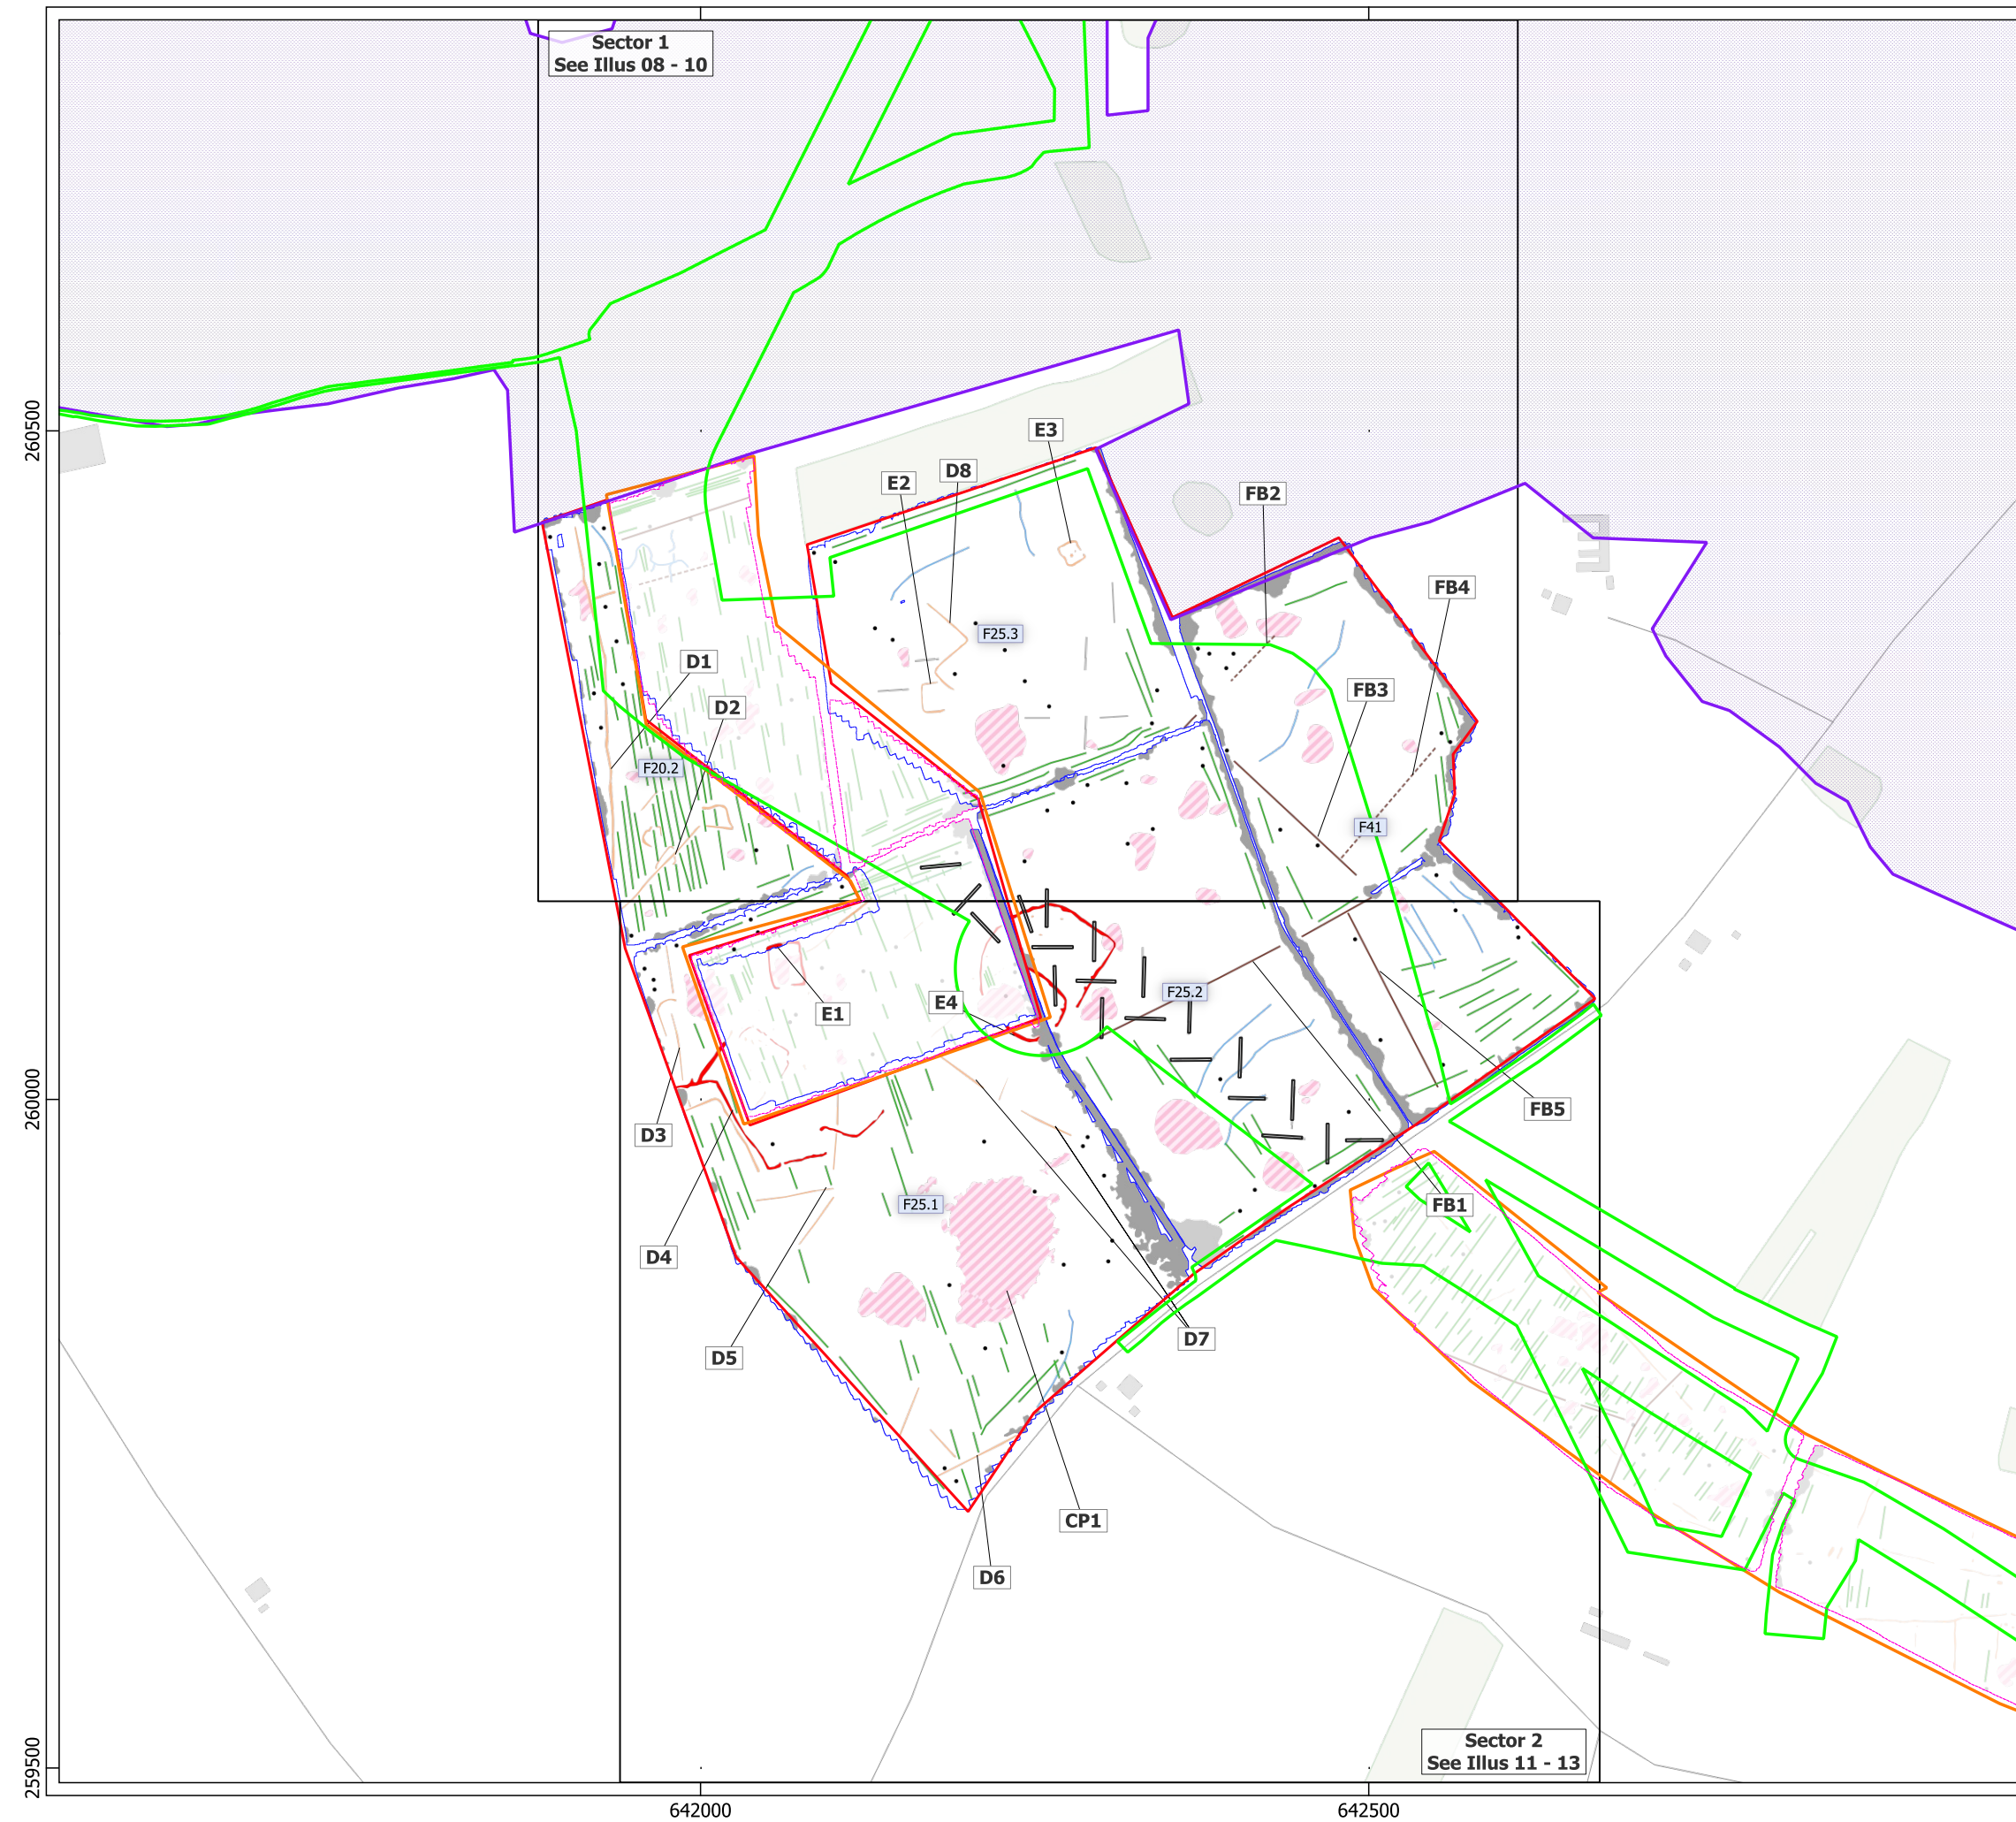 Sector 1
See Illus 08 - 10
260500
E3
D8
E2
FB2
FB4
F25.3
D1
FB3
D2
F20.2
F41
F25.2
E4
E1
260000
FB5
D3
F25.1
FB1
D4
D7
D5
CP1
D6
Sector 2
See Illus 11 - 13
259500
642000
642500